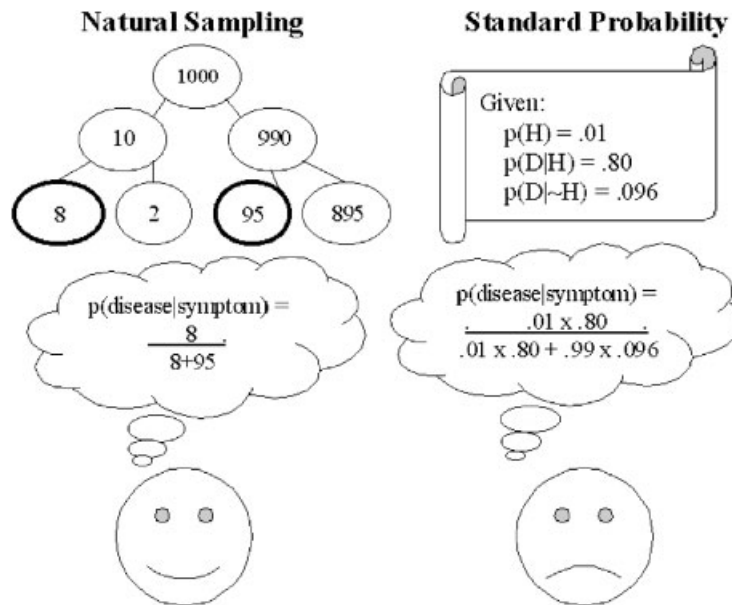 Natural Sampling
1000
10
990
8
2
95
895
p(disease|symptom) =
8 .
8+95
Standard Probability
Given:
p(H) = .01
p(D|H) = .80
p(D|~H) = .096
p(disease|symptom) =
. .01 x .80 .
.01 x .80 + .99 x .096